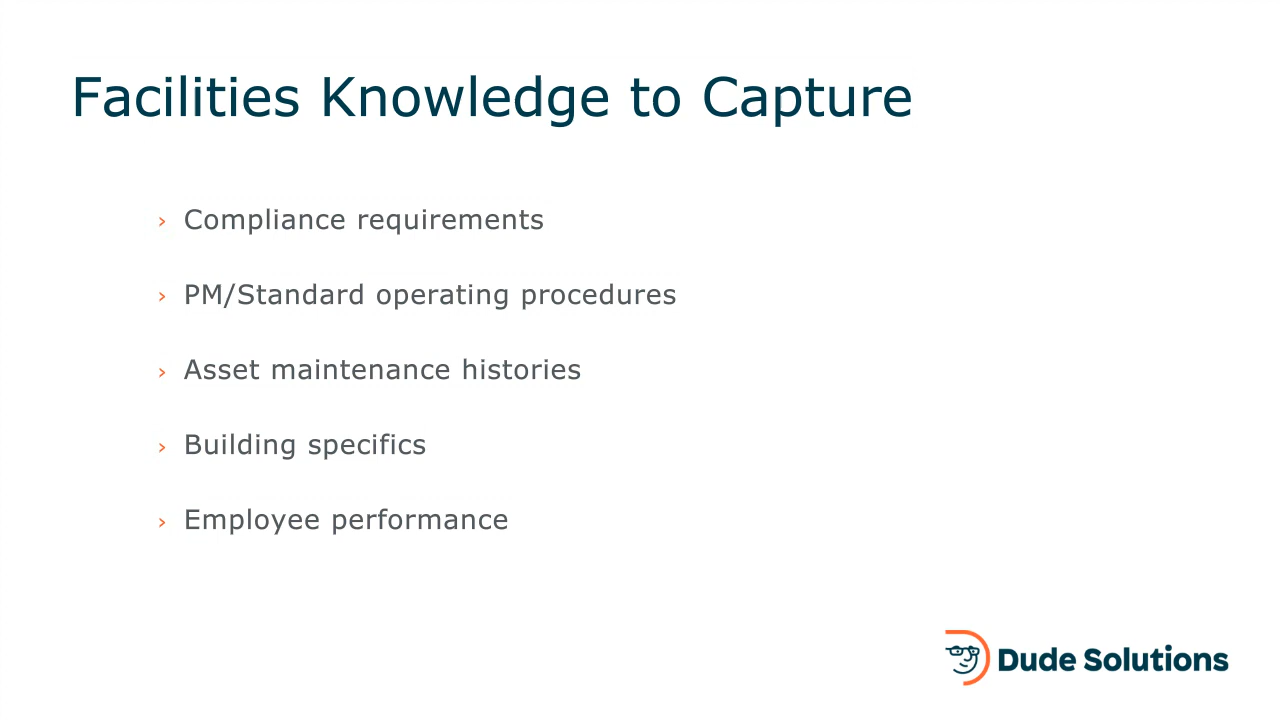 Facilities Knowledge to Capture
› Compliance requirements
› PM/Standard operating procedures
› Asset maintenance histories
› Building specifics
› Employee performance
Dude Solutions